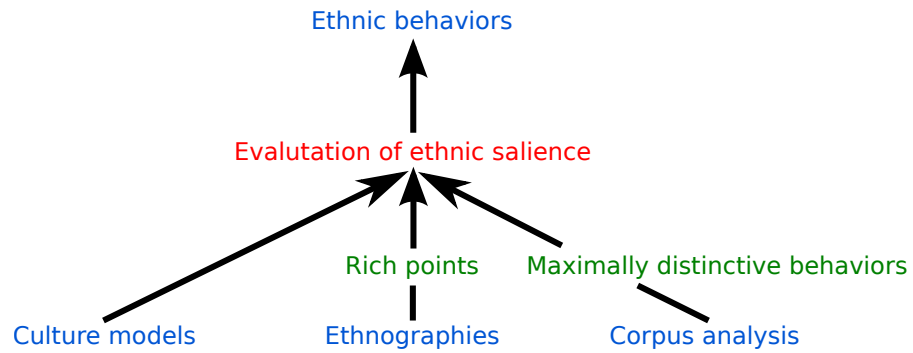 Ethnic behaviors
Evalutation of ethnic salience
Rich points
Maximally distinctive behaviors
Culture models
Ethnographies
Corpus analysis